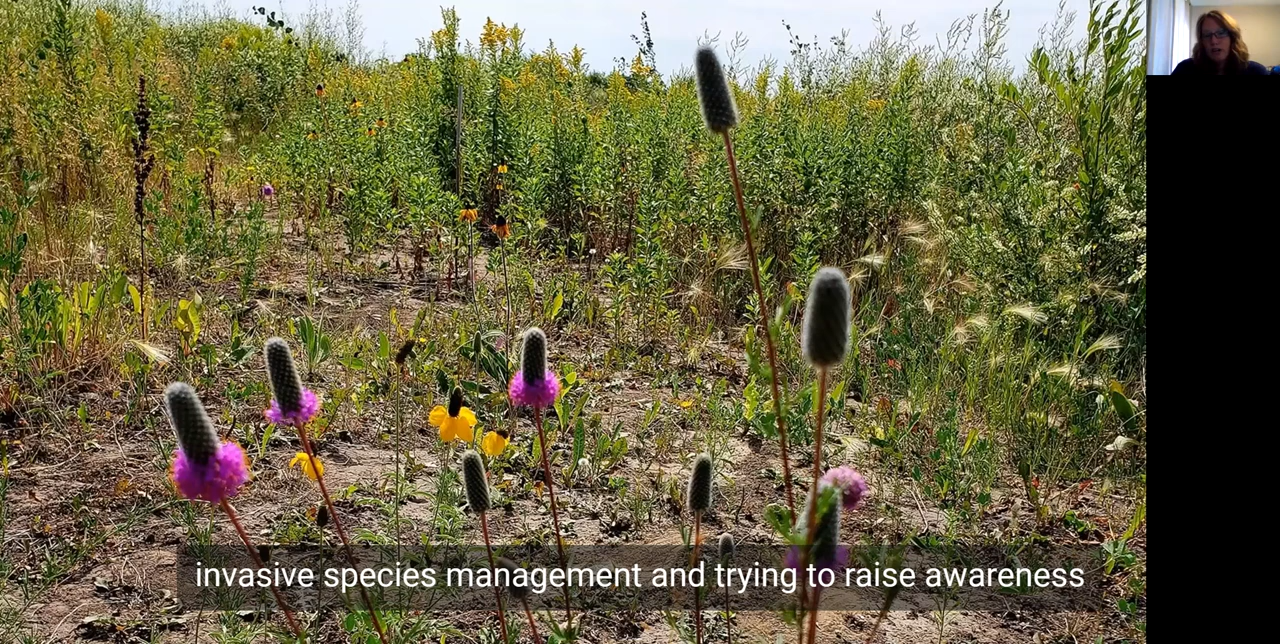 invasive species management and trying to raise awareness